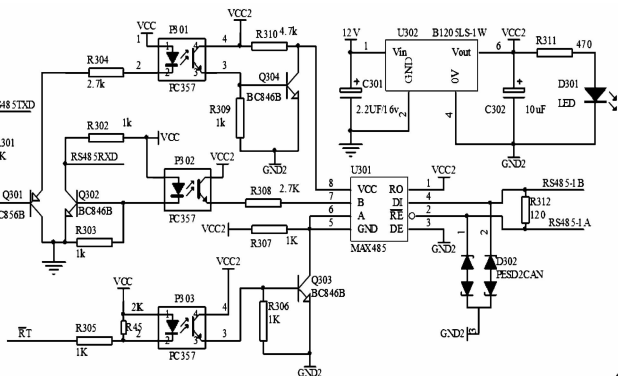 P301
VCC
1
4
VCC2
R310
4.7k
R304
2
3
2.7k
PC357
Q304
BC846B
R309
1k
GND2
12V
U302
B1205LS-1W
VCC2
1
Vin
Vout
6
R311
470
GND
0V
C301
2.2UF/16v
2
4
C302
10uF
D301
LED
GND2
485TXD
R302
1k
VCC
RS485RXD
P302
VCC2
PC357
Q301
Q302
BC846B
C856B
R303
1k
R308
2.7K
VCC2
R307
1K
U301
8
VCC
RO
1
VCC2
7
B
DI
4
6
A
RE
2
5
GND
DE
3
MAX485
GND2
RS485-1B
R312
120
RS485-1A
1
2
D302
PESD2CAN
GND2
3
VCC
P303
VCC2
2K
1
4
R45
2
3
RT
R305
1K
PC357
R306
1K
Q303
BC846B
GND2